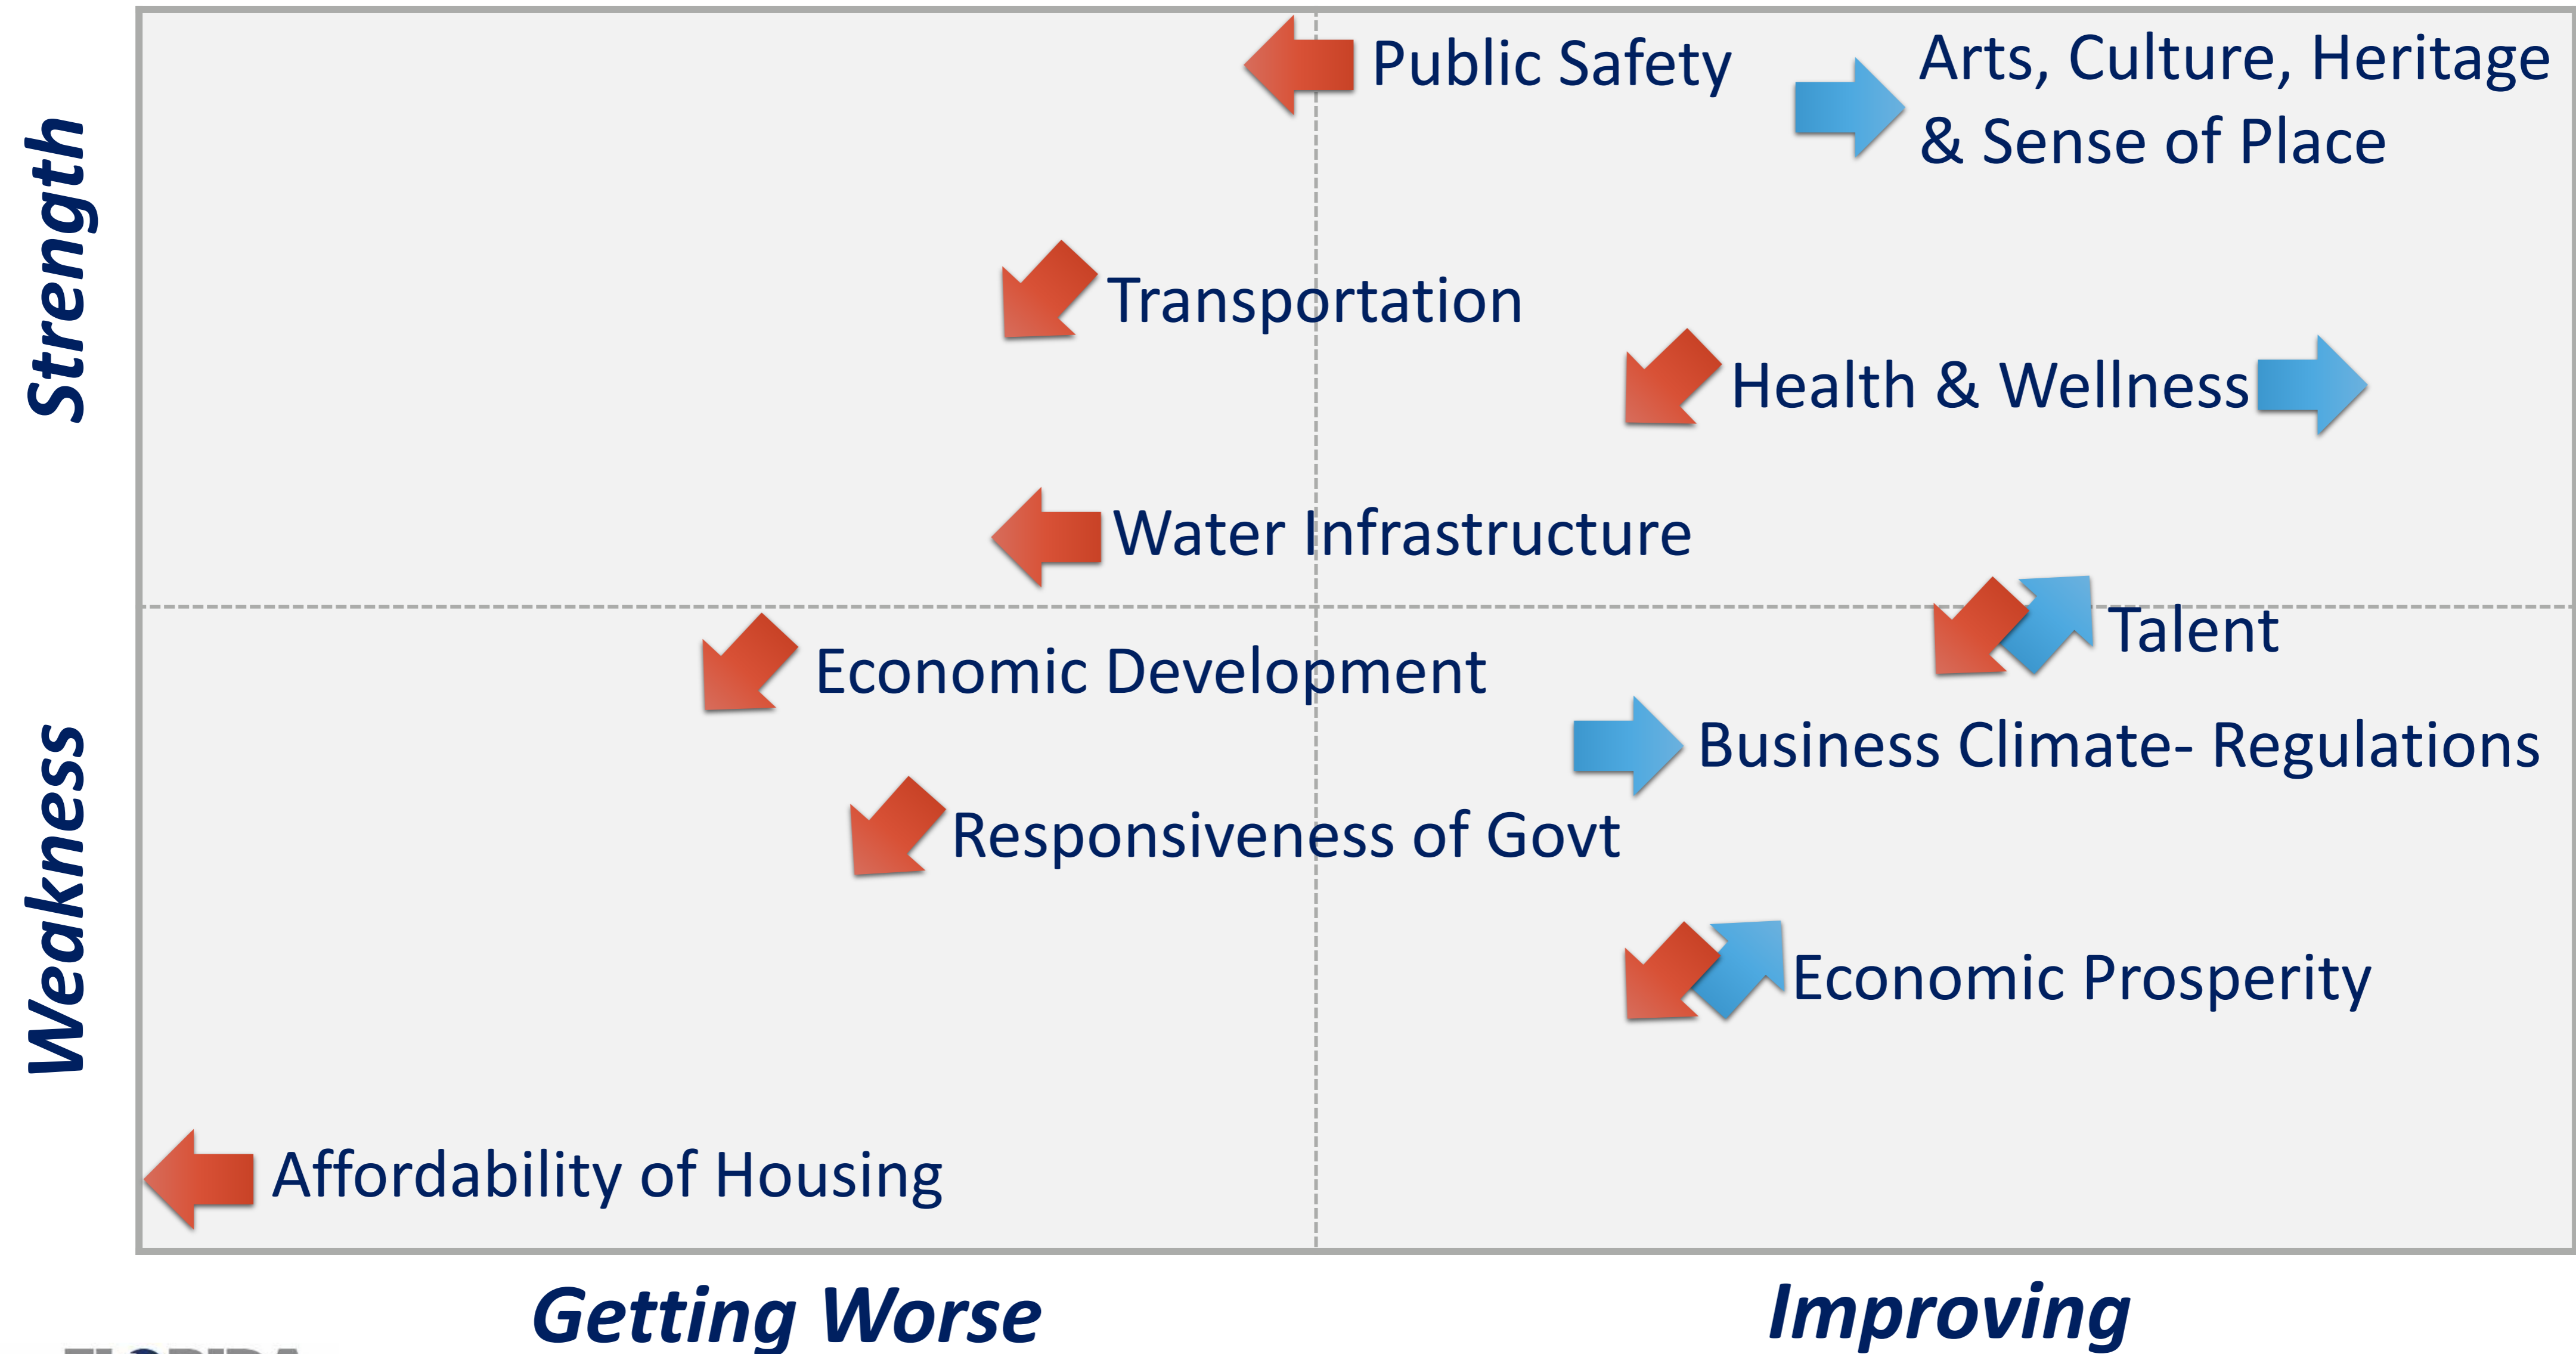 Strength
Weakness
Public Safety
Arts, Culture, Heritage
& Sense of Place
Transportation
Health & Wellness
Water Infrastructure
Talent
Economic Development
Business Climate- Regulations
Responsiveness of Govt
Economic Prosperity
Affordability of Housing
Getting Worse
Improving